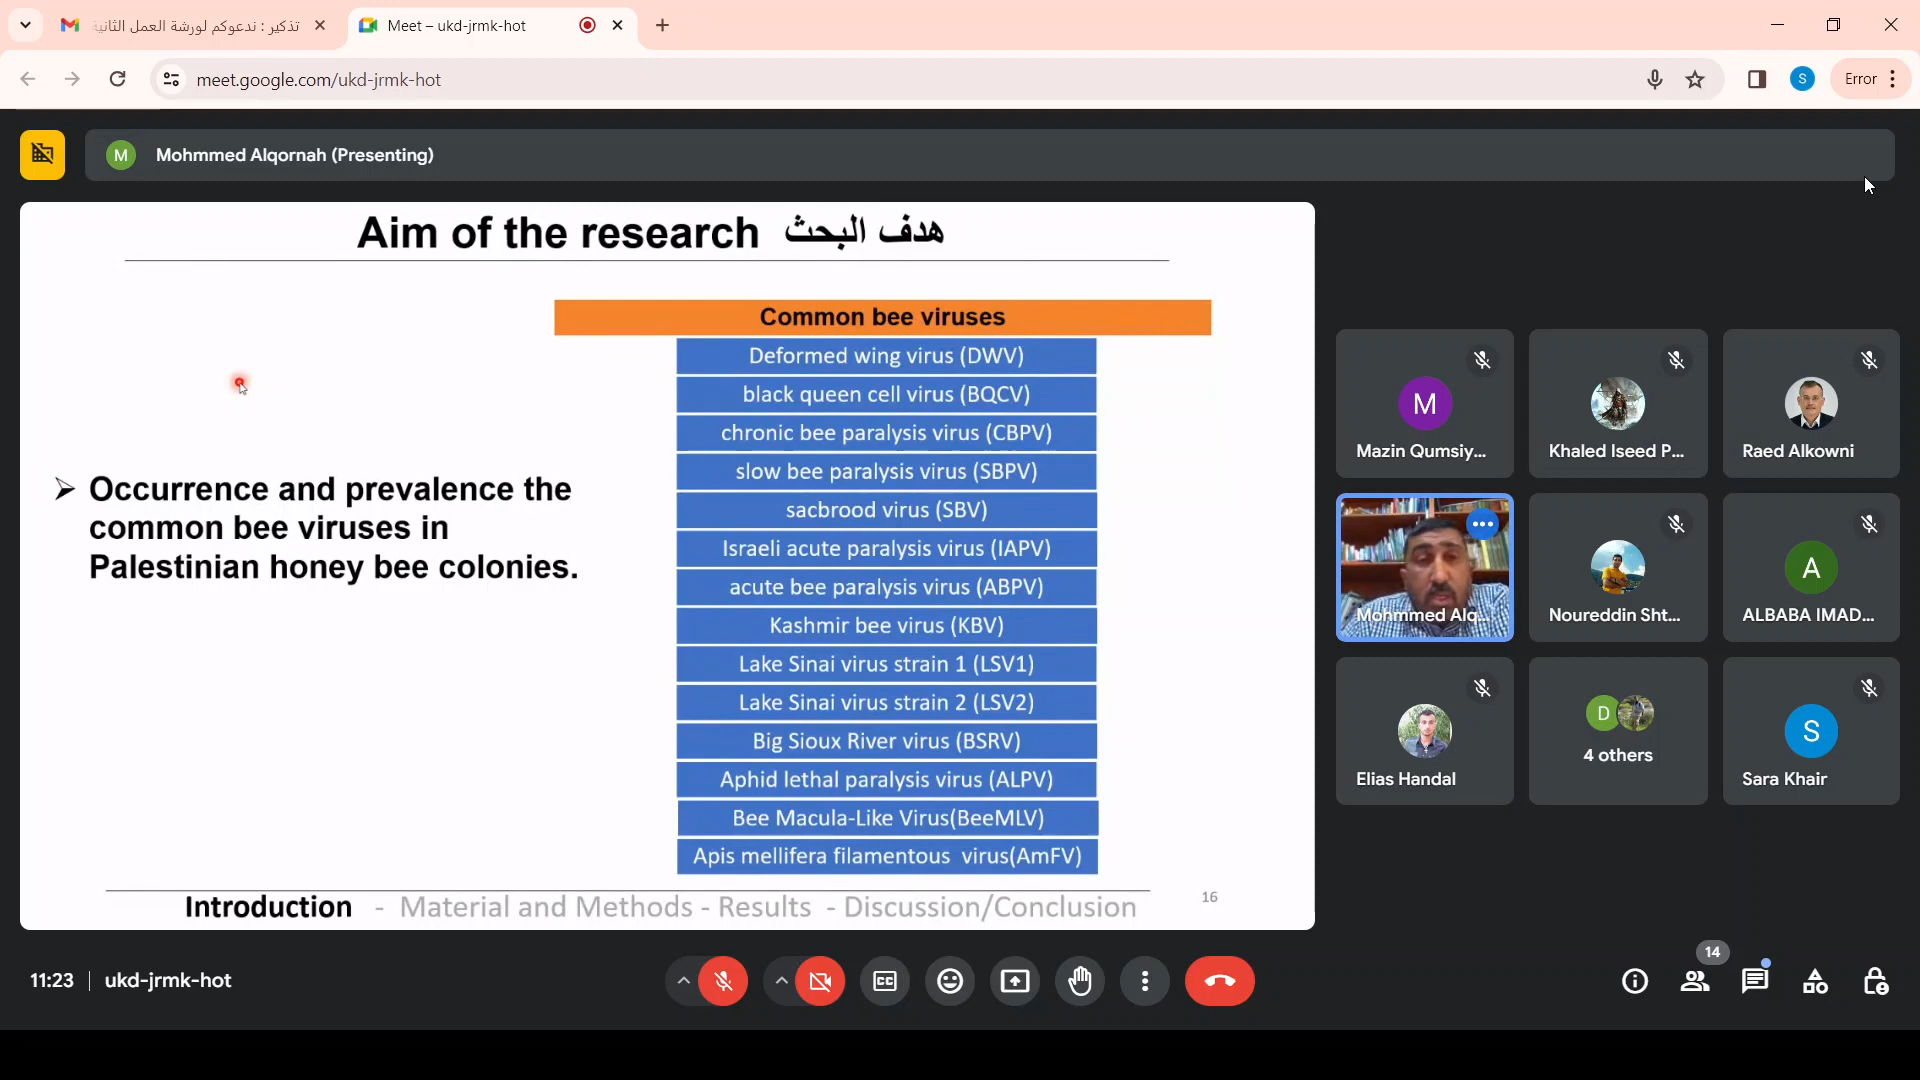 تذكير : ندعوكم لورشة العمل الثانية
Meet – ukd-jrmk-hot
meet.google.com/ukd-jrmk-hot
S
Error
M
Mohmmed Alqornah (Presenting)
Aim of the research هدف البحث
Common bee viruses
Deformed wing virus (DWV)
black queen cell virus (BQCV)
chronic bee paralysis virus (CBPV)
slow bee paralysis virus (SBPV)
sacbrood virus (SBV)
Israeli acute paralysis virus (IAPV)
acute bee paralysis virus (ABPV)
Kashmir bee virus (KBV)
Lake Sinai virus strain 1 (LSV1)
Lake Sinai virus strain 2 (LSV2)
Big Sioux River virus (BSRV)
Aphid lethal paralysis virus (ALPV)
Bee Macula-Like Virus(BeeMLV)
Apis mellifera filamentous virus(AmFV)
➢ Occurrence and prevalence the
common bee viruses in
Palestinian honey bee colonies.
Introduction - Material and Methods - Results - Discussion/Conclusion
16
M
Mazin Qumsiy...
Khaled Iseed P...
Raed Alkowni
Mohmmed Alq...
Noureddin Sht...
A
ALBABA IMAD...
Elias Handal
D
4 others
S
Sara Khair
11:23 | ukd-jrmk-hot
CC
14